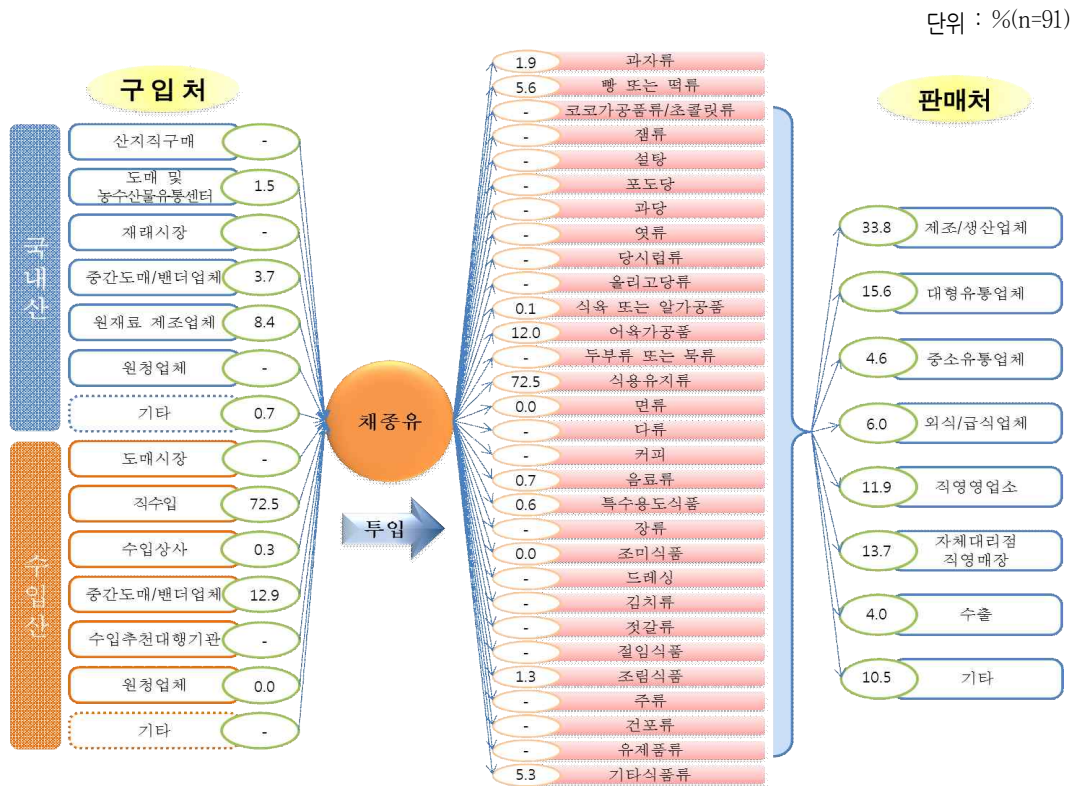 단위 : %(n=91)
구입처
국내산
산지직구매 -
도매 및
농수산물유통센터 1.5
재래시장 -
중간도매/밴더업체 3.7
원재료 제조업체 8.4
원청업체 -
기타 0.7
수입산
도매시장 -
직수입 72.5
수입상사 0.3
중간도매/밴더업체 12.9
수입추천대행기관 -
원청업체 0.0
기타 -
채종유
투입
1.9 과자류
5.6 빵 또는 떡류
- 코코가공품류/초콜릿류
- 잼류
- 설탕
- 포도당
- 과당
- 엿류
- 당시럽류
- 올리고당류
0.1 식육 또는 알가공품
12.0 어육가공품
- 두부류 또는 묵류
72.5 식용유지류
0.0 면류
- 다류
- 커피
0.7 음료류
0.6 특수용도식품
- 장류
0.0 조미식품
- 드레싱
- 김치류
- 젓갈류
- 절임식품
1.3 조림식품
- 주류
- 건포류
- 유제품류
5.3 기타식품류
판매처
33.8 제조/생산업체
15.6 대형유통업체
4.6 중소유통업체
6.0 외식/급식업체
11.9 직영영업소
13.7 자체대리점
직영매장
4.0 수출
10.5 기타